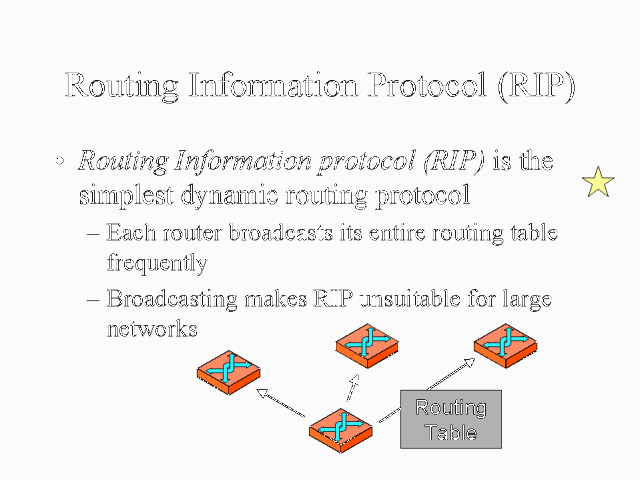 Routing Information Protocol (RIP)
• Routing Information protocol (RIP) is the
simplest dynamic routing protocol
– Each router broadcasts its entire routing table
frequently
– Broadcasting makes RIP unsuitable for large
networks
Routing
Table